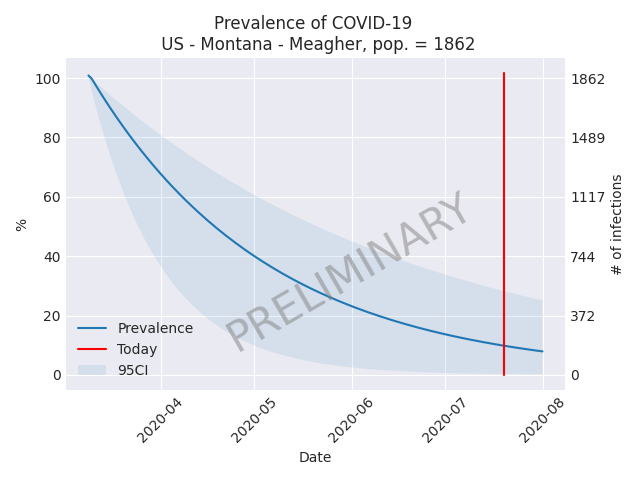 Prevalence of COVID-19
US - Montana - Meagher, pop. = 1862
100
80
60
40
20
0
%
1862
1489
1117
744
372
0
# of infections
PRELIMINARY
Prevalence
Today
95CI
2020-04
2020-05
2020-06
2020-07
2020-08
Date